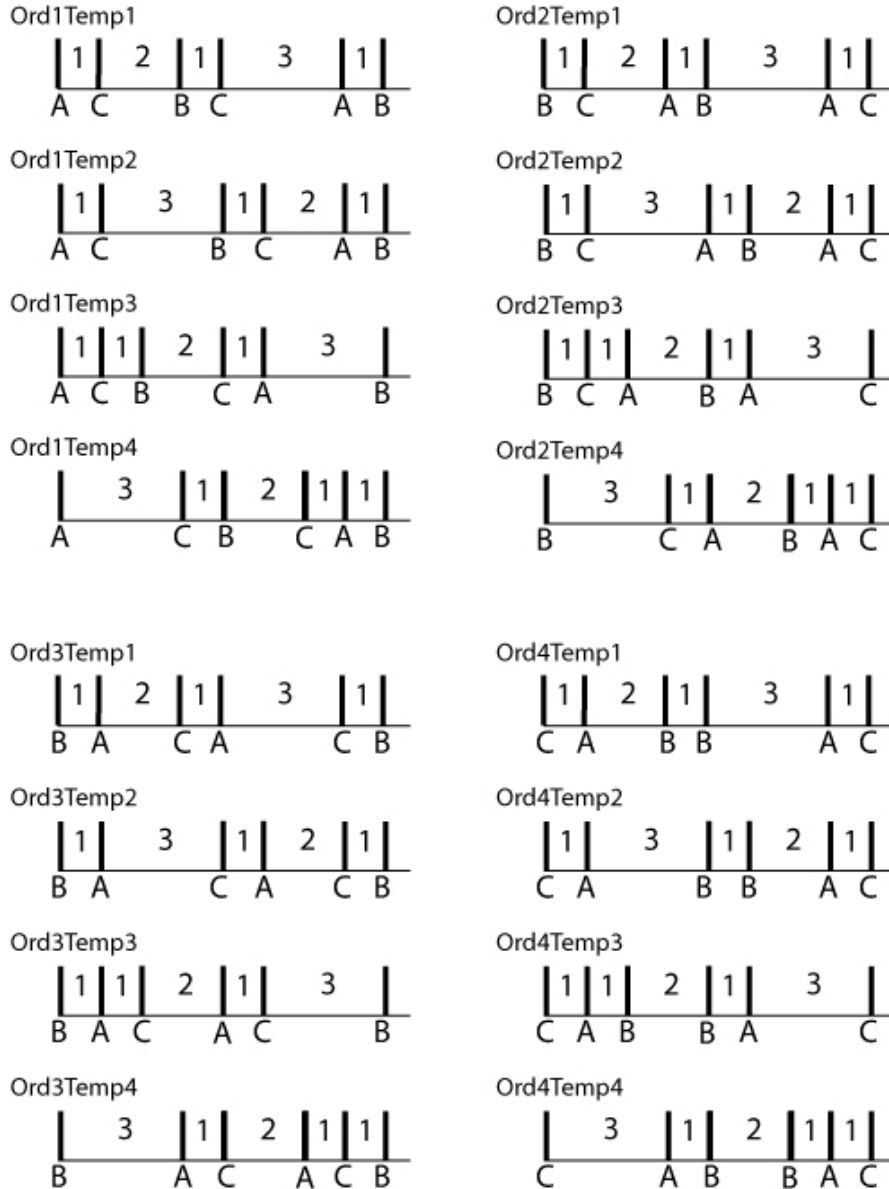 Ord1Temp1
1 2 1 3 1
A C B C A B
Ord2Temp1
1 2 1 3 1
B C A B A C
Ord1Temp2
1 3 1 2 1
A C B C A B
Ord2Temp2
1 3 1 2 1
B C A B A C
Ord1Temp3
1 1 2 1 3
A C B C A B
Ord2Temp3
1 1 2 1 3
B C A B A C
Ord1Temp4
3 1 2 1 1
A C B C A B
Ord2Temp4
3 1 2 1 1
B C A B A C
Ord3Temp1
1 2 1 3 1
B A C A C B
Ord4Temp1
1 2 1 3 1
C A B B A C
Ord3Temp2
1 3 1 2 1
B A C A C B
Ord4Temp2
1 3 1 2 1
C A B B A C
Ord3Temp3
1 1 2 1 3
B A C A C B
Ord4Temp3
1 1 2 1 3
C A B B A C
Ord3Temp4
3 1 2 1 1
B A C A C B
Ord4Temp4
3 1 2 1 1
C A B B A C